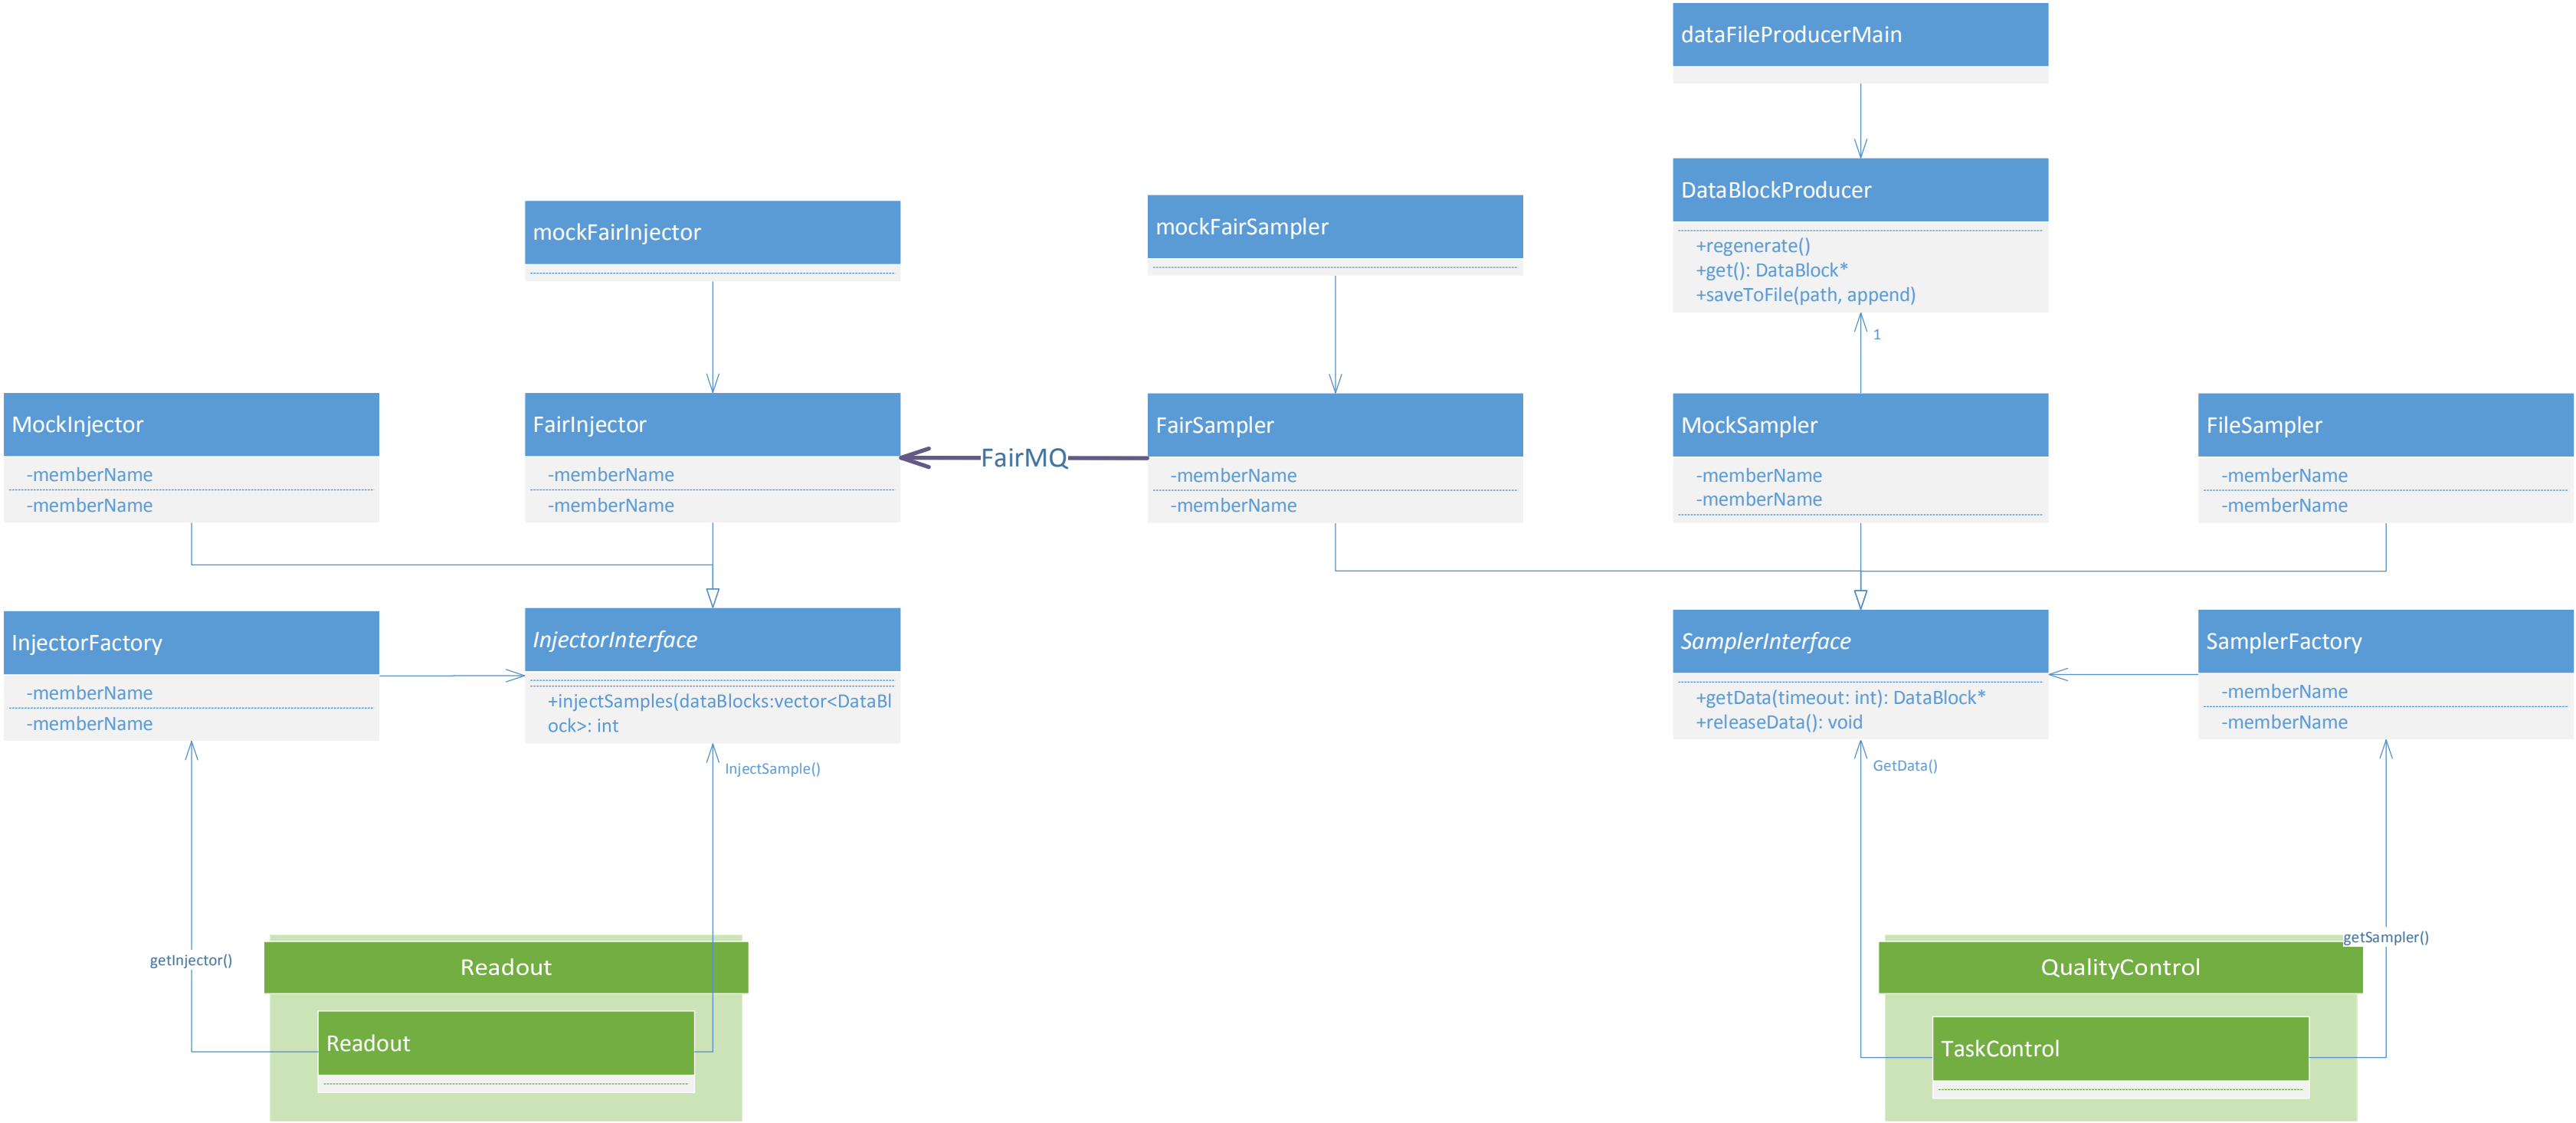 dataFileProducerMain
DataBlockProducer
+regenerate()
+get(): DataBlock*
+saveToFile(path, append)
1
mockFairInjector
mockFairSampler
MockInjector
-memberName
-memberName
FairInjector
-memberName
-memberName
FairMQ
FairSampler
-memberName
-memberName
MockSampler
-memberName
-memberName
FileSampler
-memberName
-memberName
InjectorFactory
-memberName
-memberName
InjectorInterface
+injectSamples(dataBlocks:vector<DataBl
ock>: int
SamplerInterface
+getData(timeout: int): DataBlock*
+releaseData(): void
SamplerFactory
-memberName
-memberName
InjectSample()
GetData()
getInjector()
getSampler()
Readout
Readout
QualityControl
TaskControl